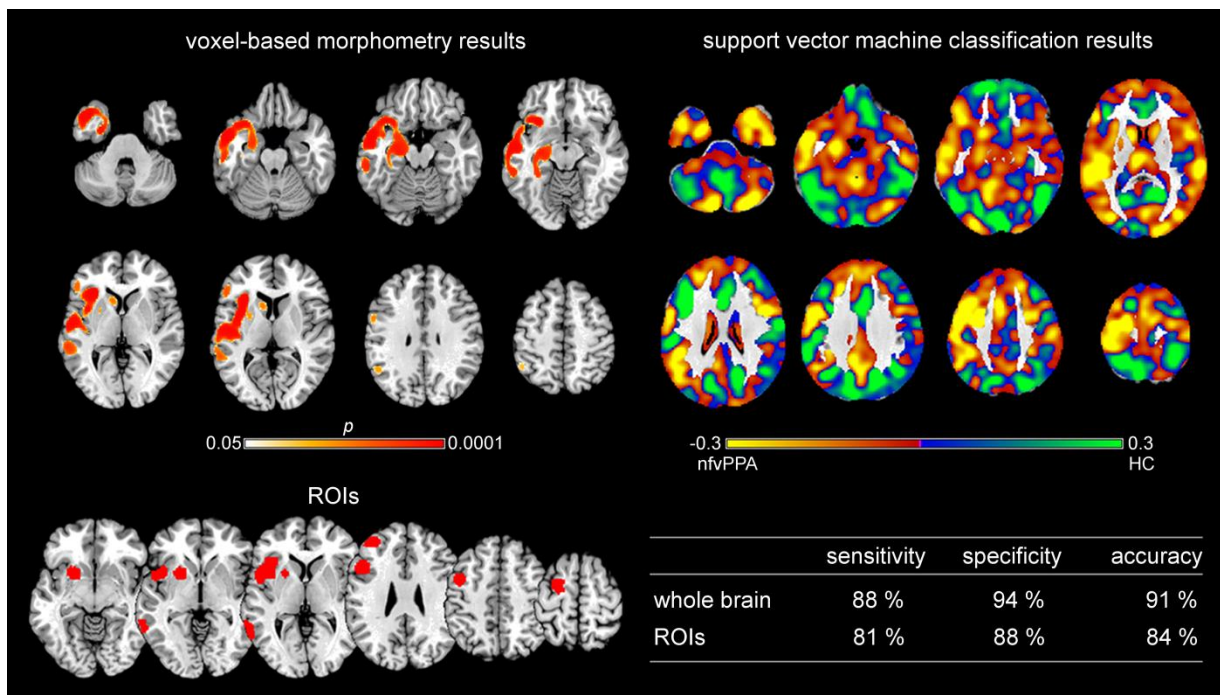 voxel-based morphometry results
support vector machine classification results
p
0.05 0.0001
-0.3 0.3
nfvPPA HC
ROIs
sensitivity specificity accuracy
whole brain 88 % 94 % 91 %
ROIs 81 % 88 % 84 %